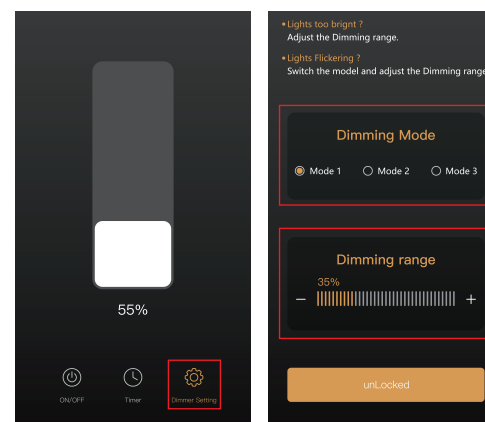 55%
ON/OFF
Timer
Dimmer Setting
•Lights too brignt ?
Adjust the Dimming range.
•Lights Flickering ?
Switch the model and adjust the Dimming range
Dimming Mode
Mode 1
Mode 2
Mode 3
Dimming range
35%
− +
unLocked